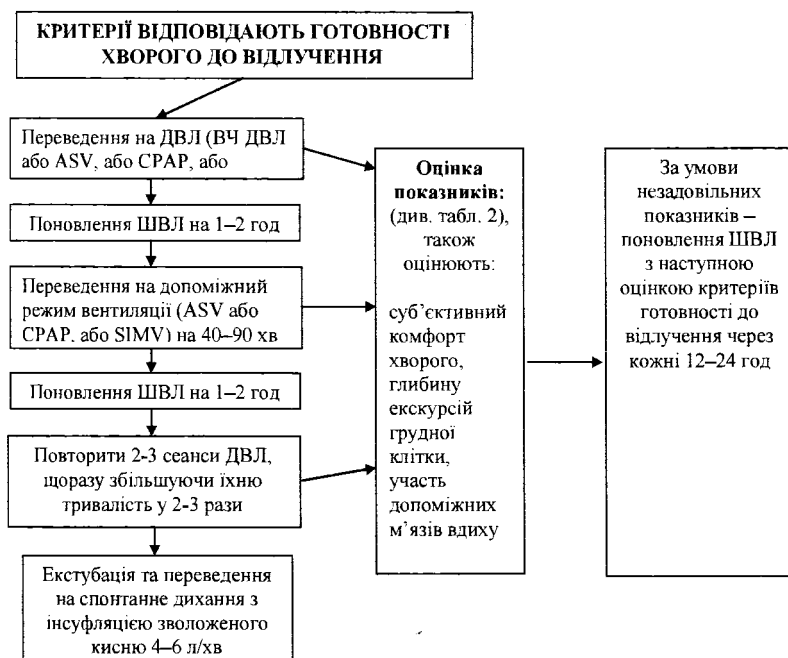 КРИТЕРІЇ ВІДПОВІДАЮТЬ ГОТОВНОСТІ
ХВОРОГО ДО ВІДЛУЧЕННЯ
Переведення на ДВЛ (ВЧ ДВЛ
або ASV, або CPAP, або
Поновлення ШВЛ на 1–2 год
Переведення на допоміжний
режим вентиляції (ASV або
CPAP. або SIMV) на 40–90 хв
Поновлення ШВЛ на 1–2 год
Повторити 2-3 сеанси ДВЛ,
щоразу збільшуючи їхню
тривалість у 2-3 рази
Екстубація та переведення
на спонтанне дихання з
інсуфляцією зволоженого
кисню 4–6 л/хв
Оцінка
показників:
(див. табл. 2),
також
оцінюють:
суб’єктивний
комфорт
хворого,
глибину
екскурсій
грудної
клітки,
участь
допоміжних
м’язів вдиху
За умови
незадовільних
показників –
поновлення ШВЛ
з наступною
оцінкою критеріїв
готовності до
відлучення через
кожні 12–24 год